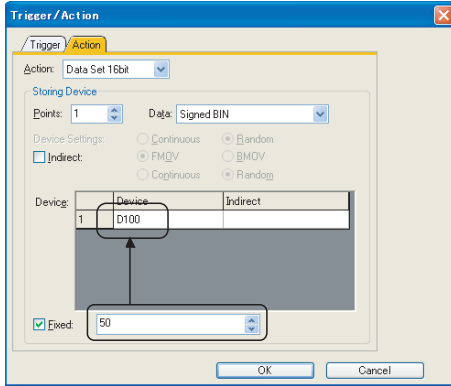 Trigger/Action
Trigger Action
Action: Data Set 16bit
Storing Device
Points: 1 Data: Signed BIN
Device Settings: Continuous Random
Indirect: FMOV BMOV
Continuous Random
Device: Device Indirect
1 D100
Fixed: 50
OK Cancel